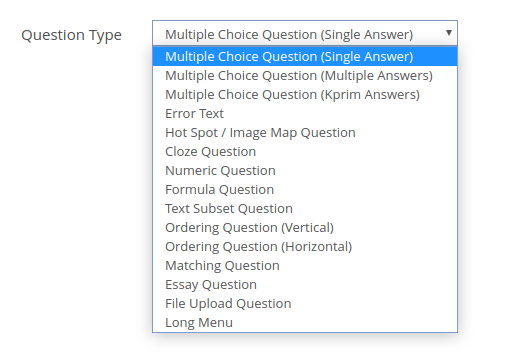 Question Type
Multiple Choice Question (Single Answer)
Multiple Choice Question (Single Answer)
Multiple Choice Question (Multiple Answers)
Multiple Choice Question (Kprim Answers)
Error Text
Hot Spot / Image Map Question
Cloze Question
Numeric Question
Formula Question
Text Subset Question
Ordering Question (Vertical)
Ordering Question (Horizontal)
Matching Question
Essay Question
File Upload Question
Long Menu